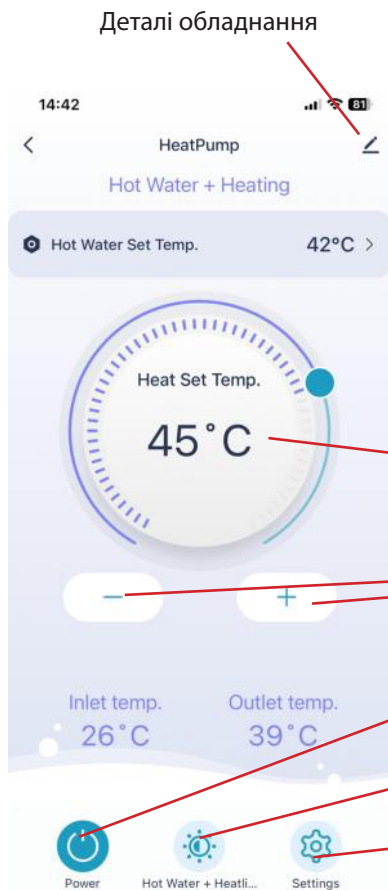 Деталі обладнання
14:42
81
HeatPump
Hot Water + Heating
Hot Water Set Temp. 42°C >
Heat Set Temp.
45°C
− +
Inlet temp. Outlet temp.
26°C 39°C
Power Hot Water + Heatli... Settings